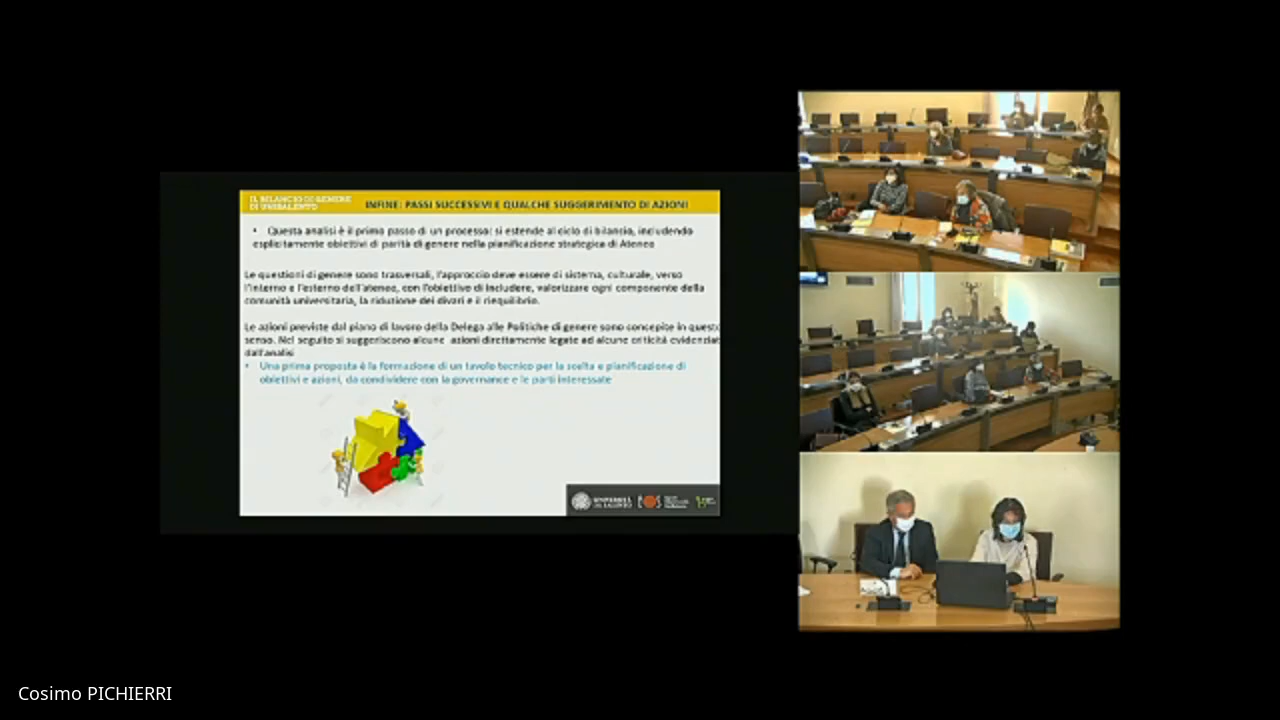 IL BILANCIO DI GENERE
DI UNISALENTO
INFINE: PASSI SUCCESSIVI E QUALCHE SUGGERIMENTO DI AZIONI
• Questa analisi è il primo passo di un processo: si estende al ciclo di bilancio, includendo
esplicitamente obiettivi di parità di genere nella pianificazione strategica di Ateneo
Le questioni di genere sono trasversali, l'approccio deve essere di sistema, culturale, verso
l'interno e l'esterno dell'ateneo, con l'obiettivo di includere, valorizzare ogni componente della
comunità universitaria, la riduzione dei divari e il riequilibrio.
Le azioni previste dal piano di lavoro della Delega alle Politiche di genere sono concepite in questo
senso. Nel seguito si suggeriscono alcune azioni direttamente legate ad alcune criticità evidenziat
dall'analisi
• Una prima proposta è la formazione di un tavolo tecnico per la scelta e pianificazione di
obiettivi e azioni, da condividere con la governance e le parti interessate
UNIVERSITÀ
DEL SALENTO
Cosimo PICHIERRI